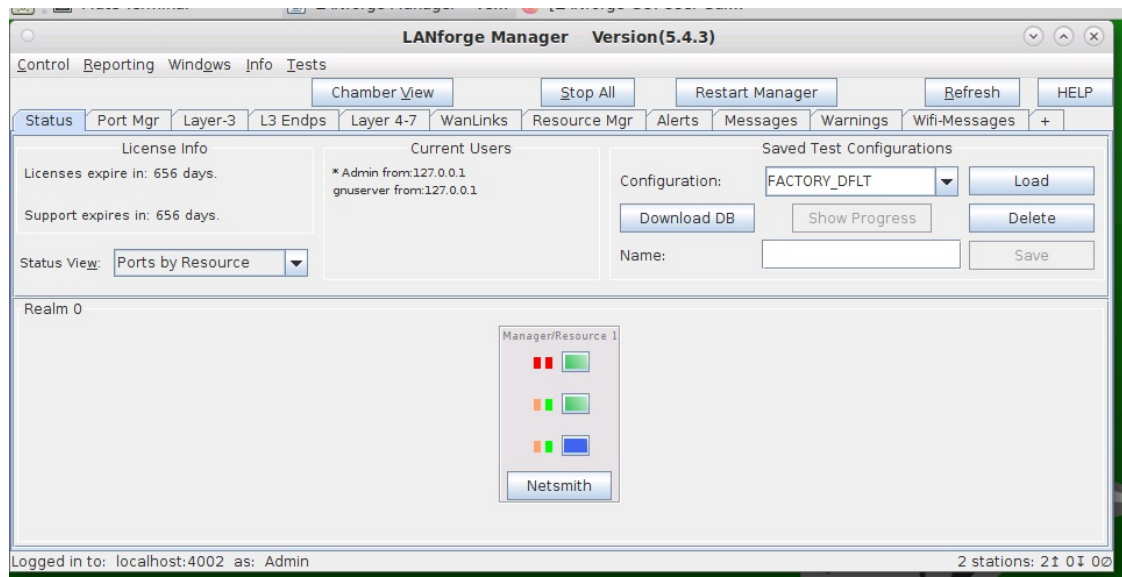 LANforge Manager Version(5.4.3)
Control Reporting Windows Info Tests
Chamber View Stop All Restart Manager Refresh HELP
Status Port Mgr Layer-3 L3 Endps Layer 4-7 WanLinks Resource Mgr Alerts Messages Warnings Wifi-Messages +
License Info
Licenses expire in: 656 days.
Support expires in: 656 days.
Status View: Ports by Resource
Current Users
* Admin from:127.0.0.1
gnuserver from:127.0.0.1
Saved Test Configurations
Configuration: FACTORY_DFLT Load
Download DB Show Progress Delete
Name: Save
Realm 0
Manager/Resource 1
Netsmith
Logged in to: localhost:4002 as: Admin
2 stations: 2↑ 0↧ 0∅